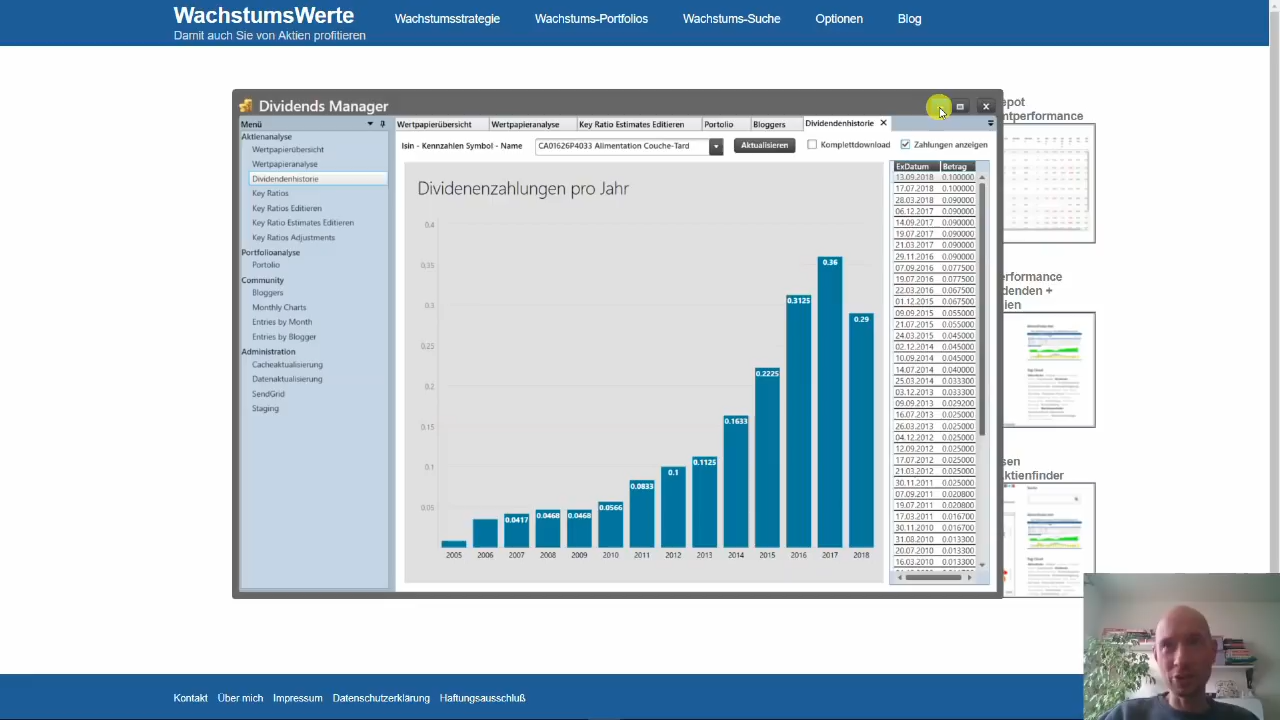 WachstumsWerte
Damit auch Sie von Aktien profitieren
Wachstumsstrategie
Wachstums-Portfolios
Wachstums-Suche
Optionen
Blog
Dividends Manager
Menü
Aktienanalyse
Wertpapierübersicht
Wertpapieranalyse
Dividendenhistorie
Key Ratios
Key Ratios Editieren
Key Ratio Estimates Editieren
Key Ratios Adjustments
Portfolioanalyse
Portolio
Community
Bloggers
Monthly Charts
Entries by Month
Entries by Blogger
Administration
Cacheaktualisierung
Datenaktualisierung
SendGrid
Staging
Wertpapierübersicht
Wertpapieranalyse
Key Ratio Estimates Editieren
Portolio
Bloggers
Dividendenhistorie
Isin - Kennzahlen Symbol - Name
CA01626P4033 Alimentation Couche-Tard
Aktualisieren
Komplettdownload
Zahlungen anzeigen
Dividenenzahlungen pro Jahr
0.4
0.35
0.3
0.25
0.2
0.15
0.1
0.05
0.0417
0.0468
0.0468
0.0566
0.0833
0.1
0.1125
0.1633
0.2225
0.3125
0.36
0.29
2005 2006 2007 2008 2009 2010 2011 2012 2013 2014 2015 2016 2017 2018
ExDatum Betrag
13.09.2018 0.100000
17.07.2018 0.100000
28.03.2018 0.090000
06.12.2017 0.090000
14.09.2017 0.090000
19.07.2017 0.090000
21.03.2017 0.090000
29.11.2016 0.090000
07.09.2016 0.077500
19.07.2016 0.077500
22.03.2016 0.067500
01.12.2015 0.067500
09.09.2015 0.055000
21.07.2015 0.055000
24.03.2015 0.045000
02.12.2014 0.045000
10.09.2014 0.045000
14.07.2014 0.040000
25.03.2014 0.033300
03.12.2013 0.033300
09.09.2013 0.029200
16.07.2013 0.025000
26.03.2013 0.025000
04.12.2012 0.025000
12.09.2012 0.025000
17.07.2012 0.025000
21.03.2012 0.025000
30.11.2011 0.025000
07.09.2011 0.020800
19.07.2011 0.020800
17.03.2011 0.016700
30.11.2010 0.016700
31.08.2010 0.013300
20.07.2010 0.013300
16.03.2010 0.013300
Kontakt
Über mich
Impressum
Datenschutzerklärung
Haftungsausschluß